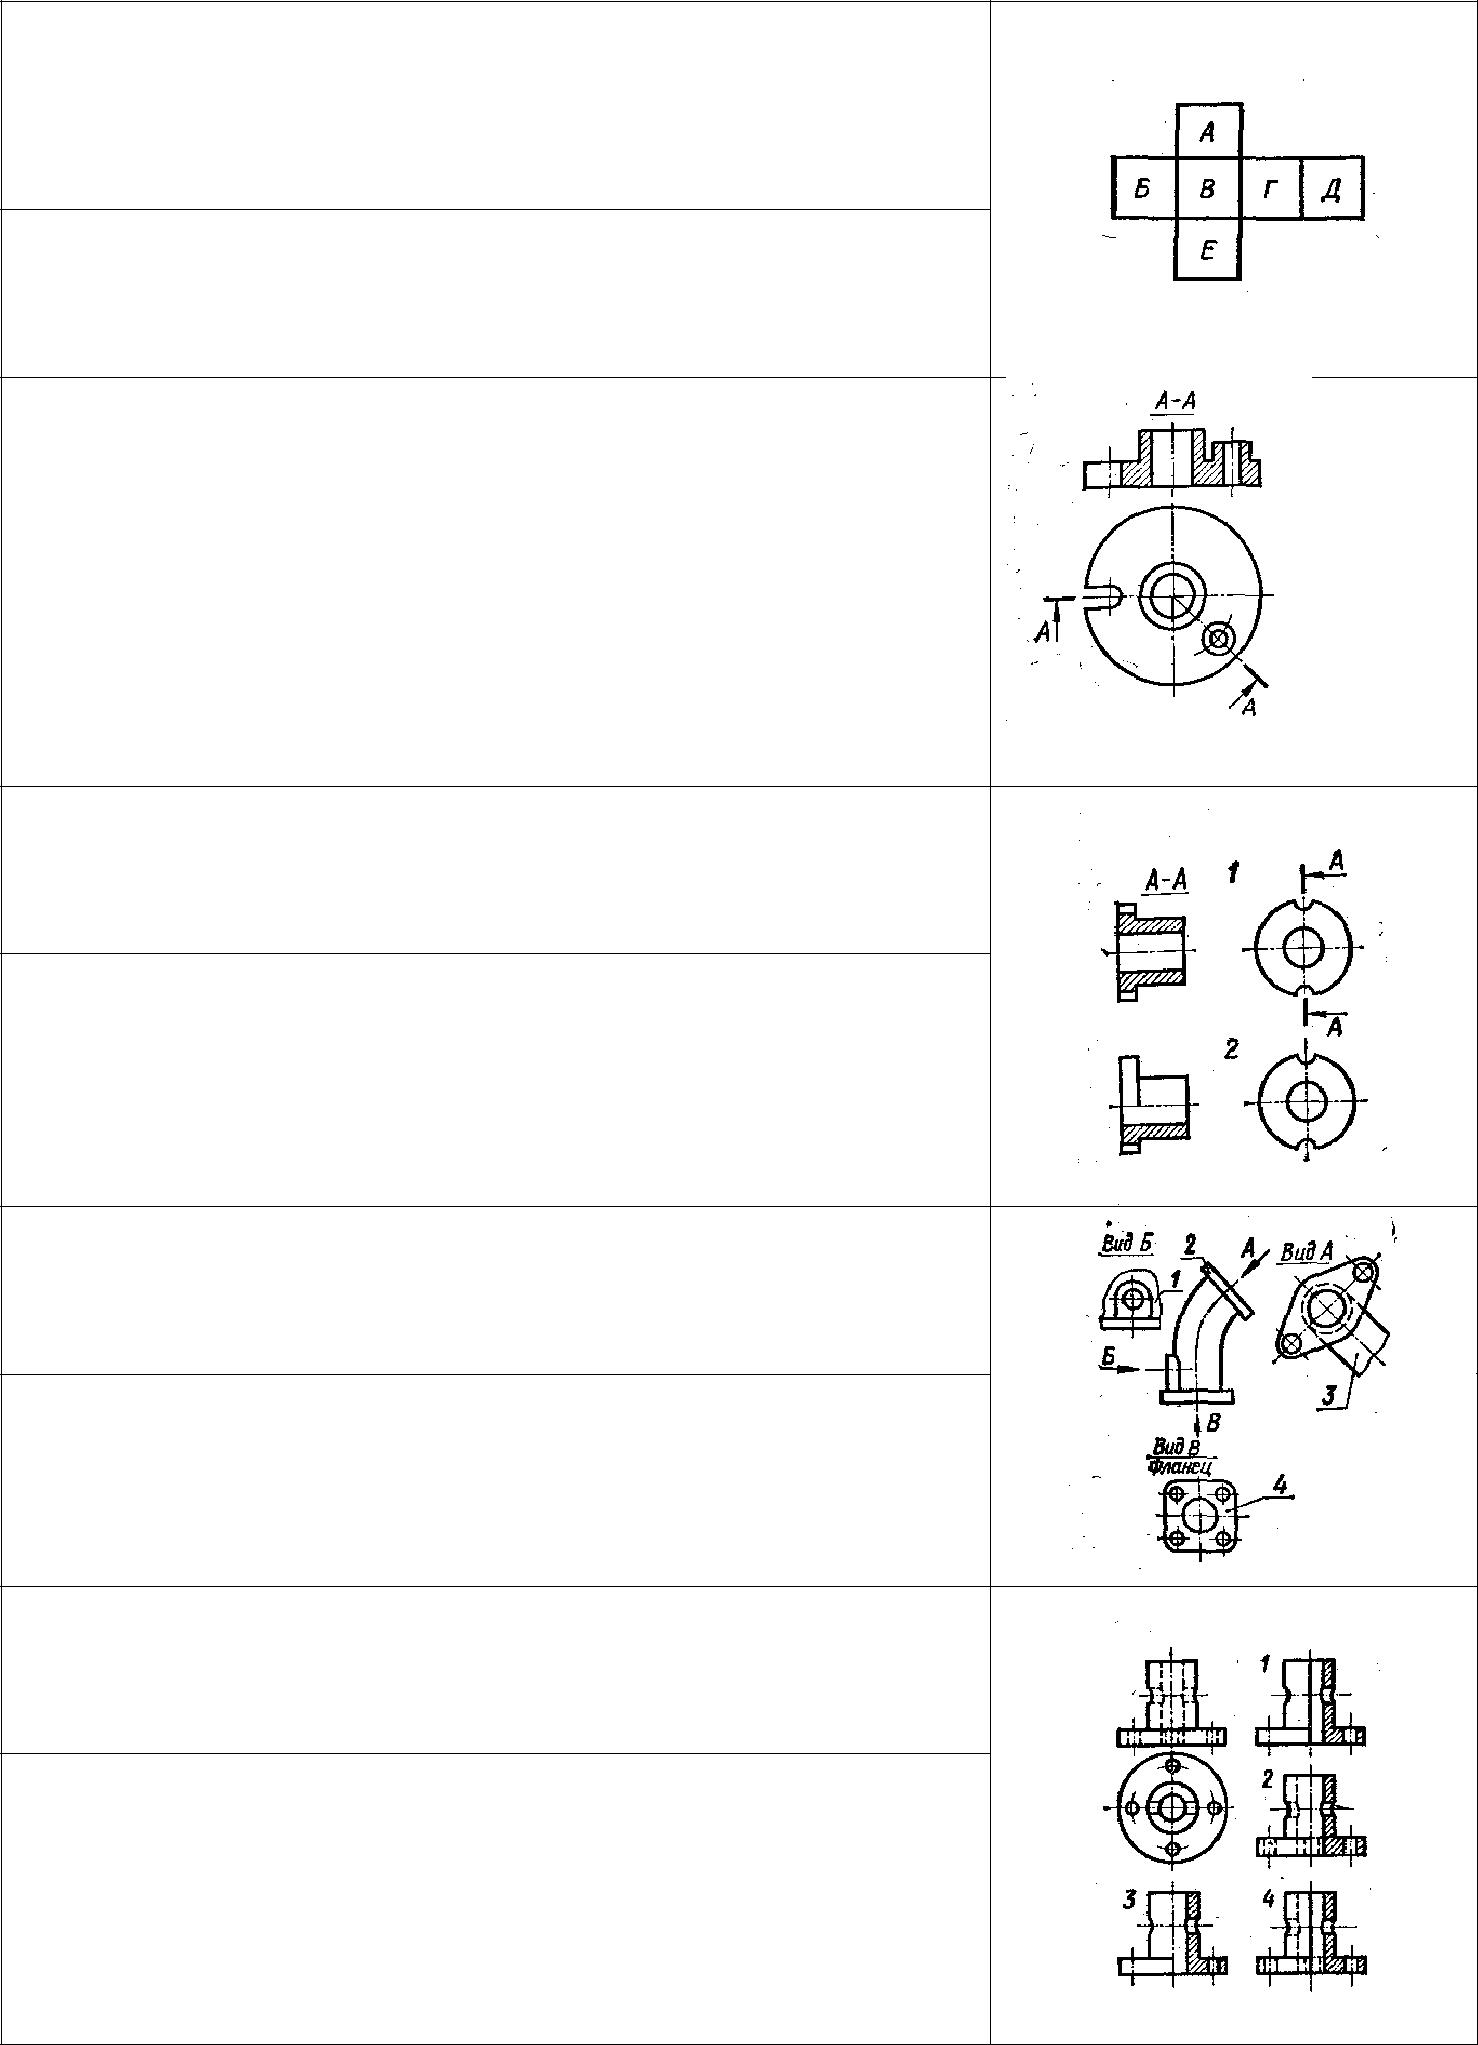 А
Б В Г Д
Е
А-А
А
А
1 А
А-А
А
2
Вид Б 2 А Вид А
1
Б
3
В
Вид В
Фланец
4
1
2
3 4